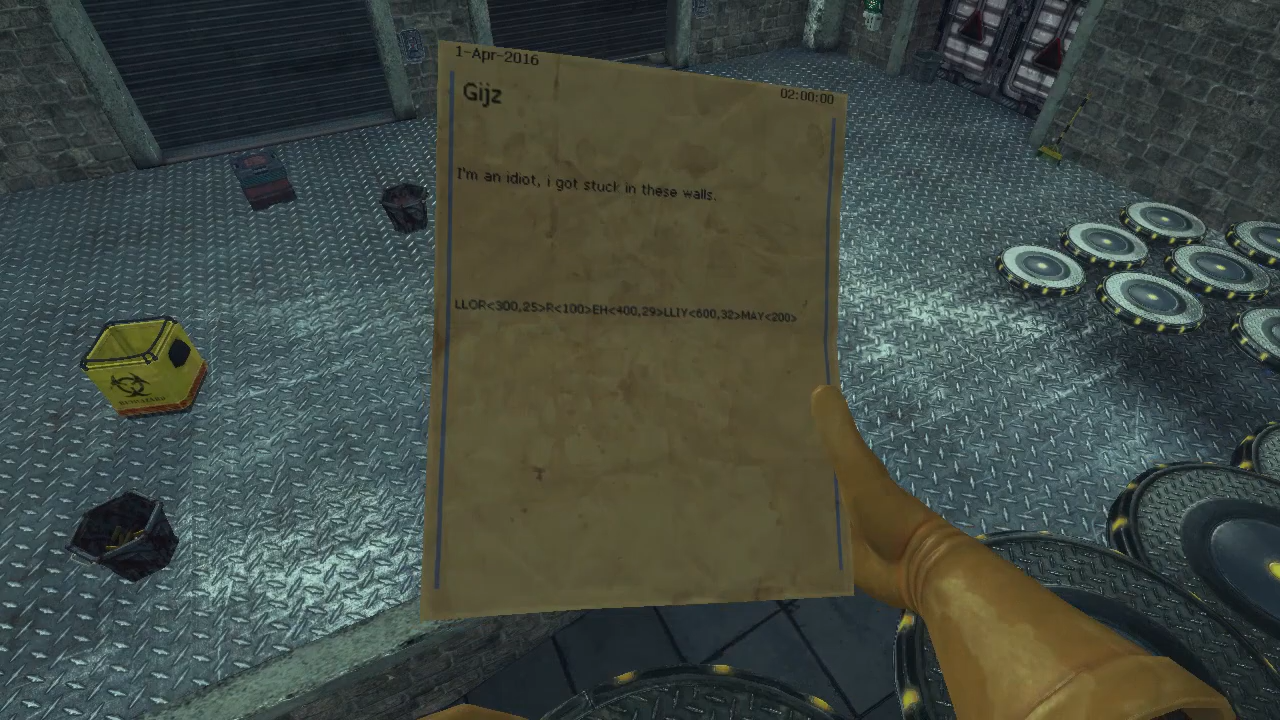 1-Apr-2016
02:00:00
Gijz
I'm an idiot, i got stuck in these walls.
LLOR<300,25>R<100>EH<400,29>LLIY<600,32>MAY<200>